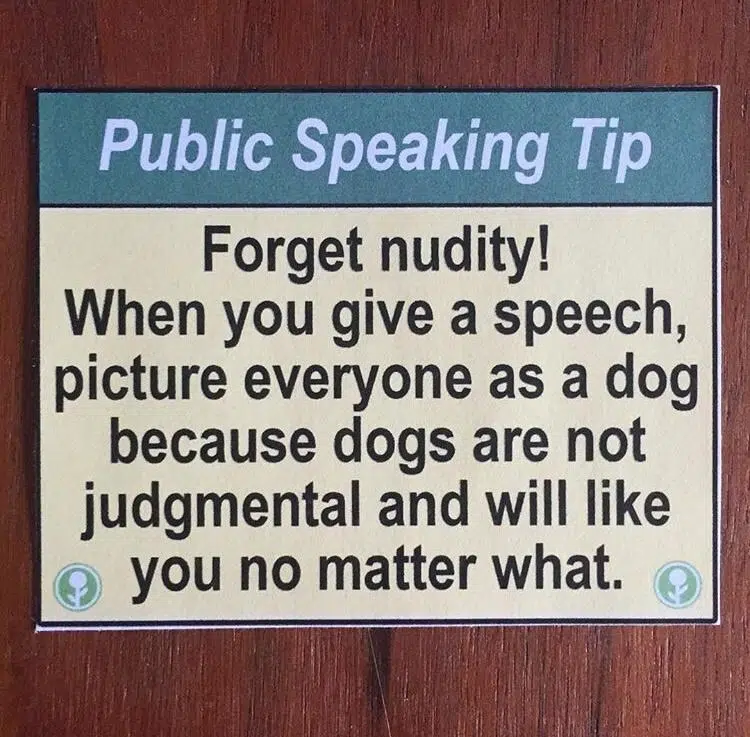 Public Speaking Tip
Forget nudity!
When you give a speech,
picture everyone as a dog
because dogs are not
judgmental and will like
you no matter what.